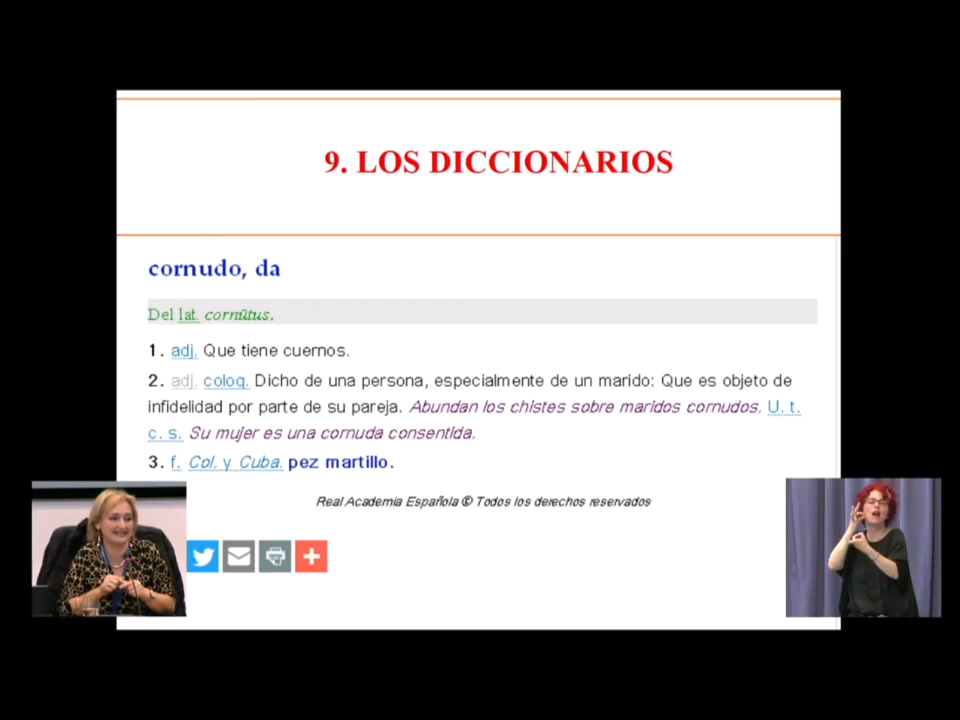 9. LOS DICCIONARIOS
cornudo, da
Del lat. cornūtus.
1. adj. Que tiene cuernos.
2. adj. coloq. Dicho de una persona, especialmente de un marido: Que es objeto de
infidelidad por parte de su pareja. Abundan los chistes sobre maridos cornudos. U. t.
c. s. Su mujer es una cornuda consentida.
3. f. Col. y Cuba. pez martillo.
Real Academia Española © Todos los derechos reservados